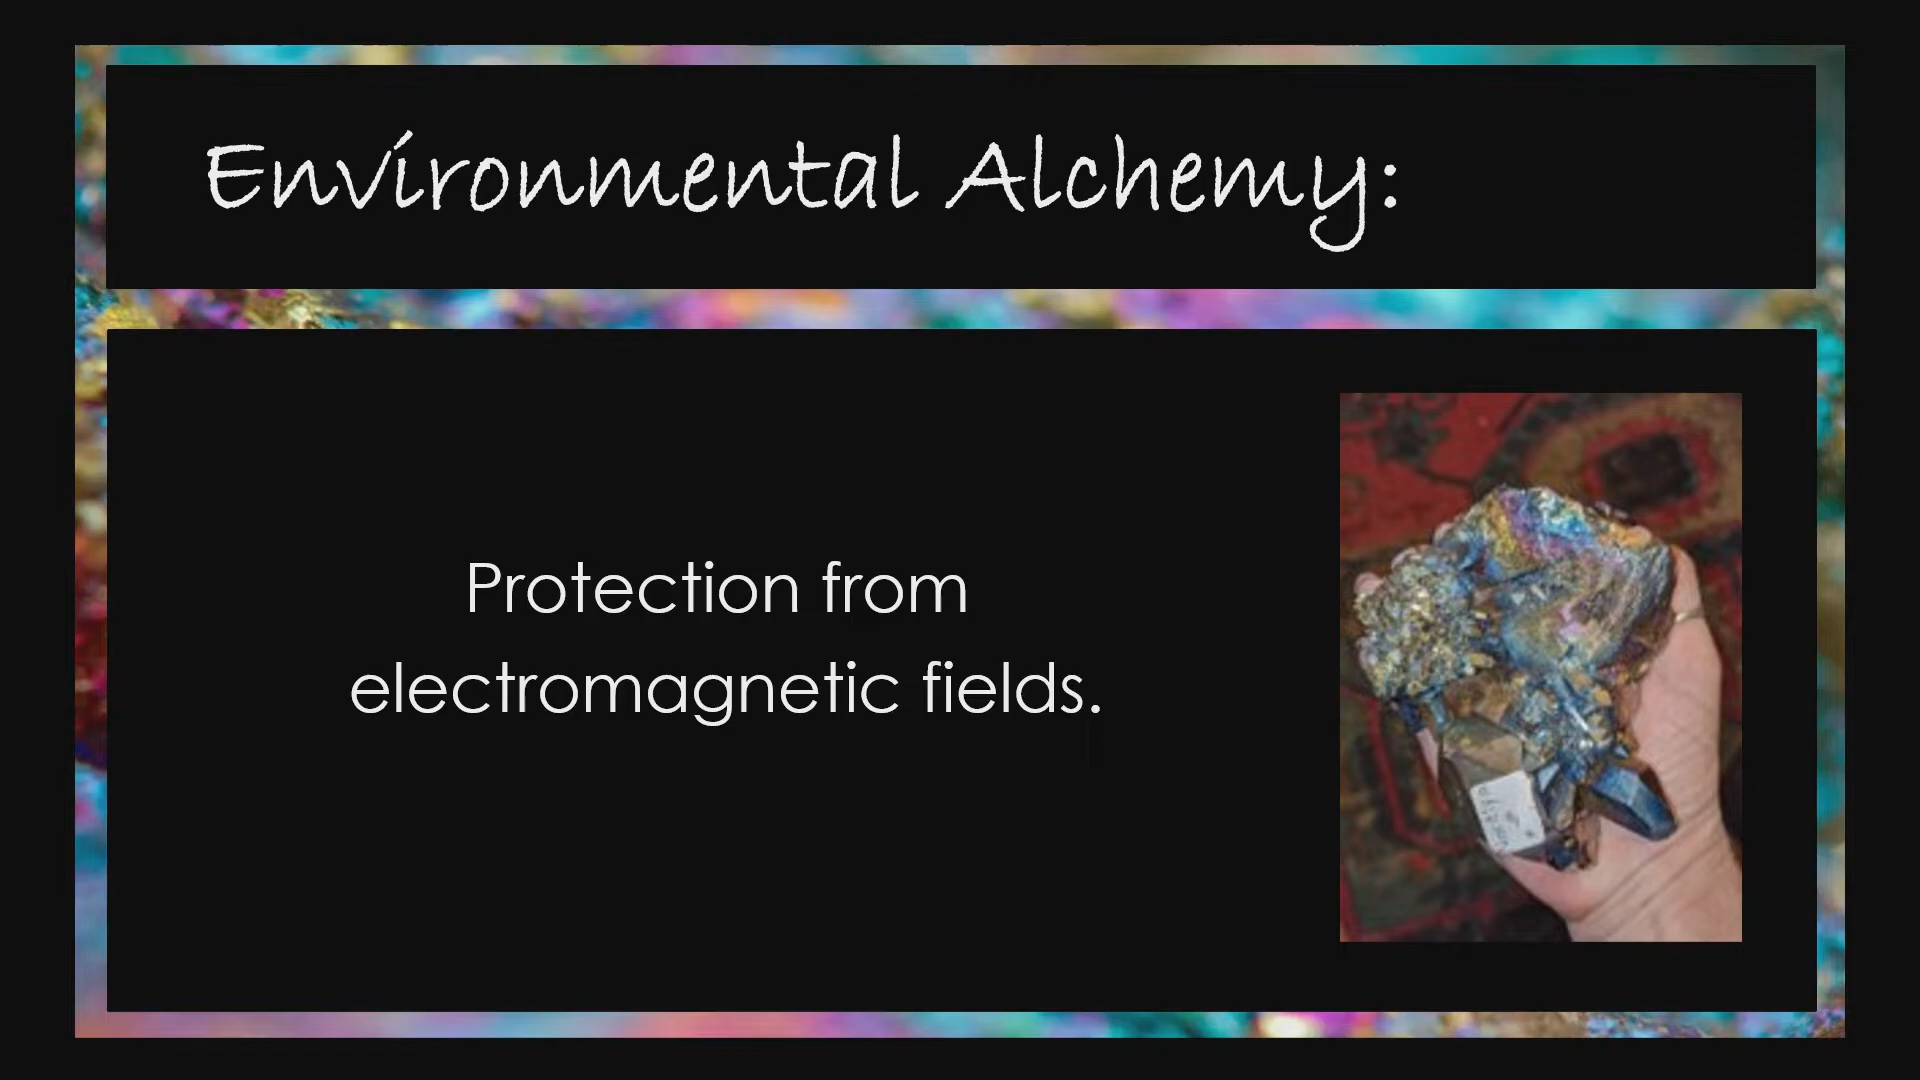 Environmental Alchemy:
Protection from
electromagnetic fields.